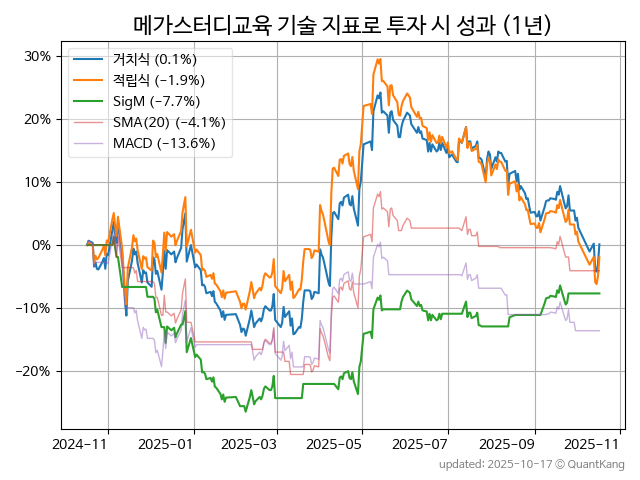 메가스터디교육 기술 지표로 투자 시 성과 (1년)
30%
20%
10%
0%
−10%
−20%
거치식 (0.1%)
적립식 (−1.9%)
SigM (−7.7%)
SMA(20) (−4.1%)
MACD (−13.6%)
2024-11
2025-01
2025-03
2025-05
2025-07
2025-09
2025-11
updated: 2025-10-17 © QuantKang